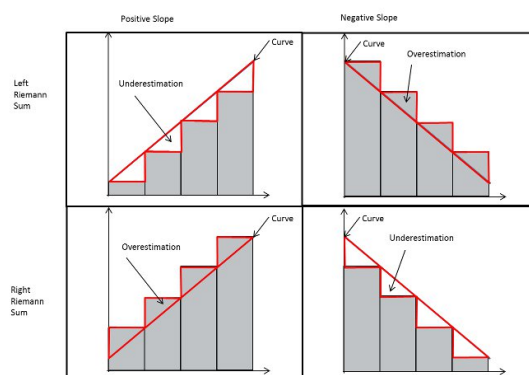 Positive Slope
Negative Slope
Left
Riemann
Sum
Underestimation
Curve
Curve
Overestimation
Right
Riemann
Sum
Overestimation
Curve
Curve
Underestimation